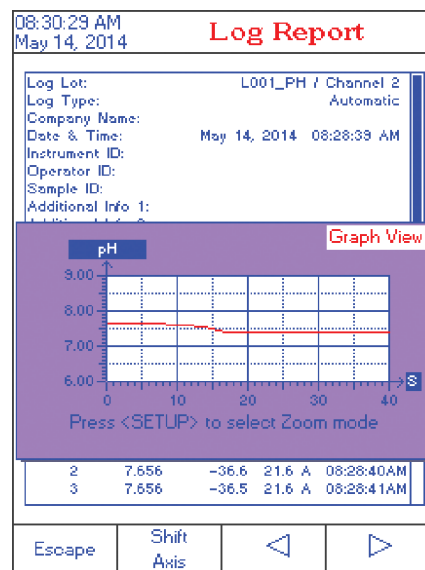 08:30:29 AM
May 14, 2014
Log Report
Log Lot: L001_PH / Channel 2
Log Type: Automatic
Company Name:
Date & Time: May 14, 2014 08:28:39 AM
Instrument ID:
Operator ID:
Sample ID:
Additional Info 1:
Graph View
pH
9.00
8.00
7.00
6.00
0 10 20 30 40
S
Press <SETUP> to select Zoom mode
2 7.656 -36.6 21.6 A 08:28:40AM
3 7.656 -36.5 21.6 A 08:28:41AM
Escape
Shift
Axis